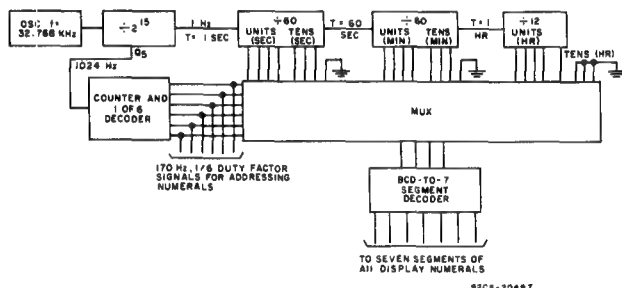 OSC. f=
32.768 KHz
÷2 15
1 Hz
T= 1 SEC
÷60
UNITS (SEC)
TENS (SEC)
T = 60
SEC
÷60
UNITS (MIN)
TENS (MIN)
T = 1
HR
÷12
UNITS (HR)
TENS (HR)
Q5
1024 Hz
COUNTER AND
1 OF 6
DECODER
MUX
170 Hz, 1/6 DUTY FACTOR
SIGNALS FOR ADDRESSING
NUMERALS
BCD-TO-7
SEGMENT
DECODER
TO SEVEN SEGMENTS OF
All DISPLAY NUMERALS